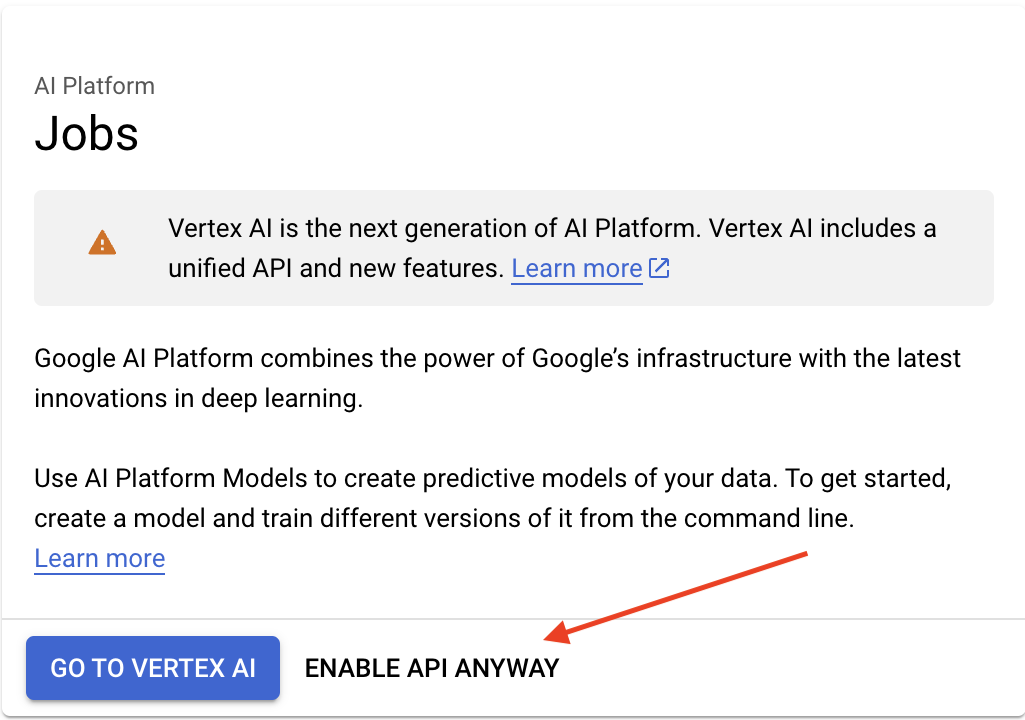 AI Platform
Jobs
Vertex AI is the next generation of AI Platform. Vertex AI includes a
unified API and new features. Learn more
Google AI Platform combines the power of Google’s infrastructure with the latest
innovations in deep learning.
Use AI Platform Models to create predictive models of your data. To get started,
create a model and train different versions of it from the command line.
Learn more
GO TO VERTEX AI ENABLE API ANYWAY